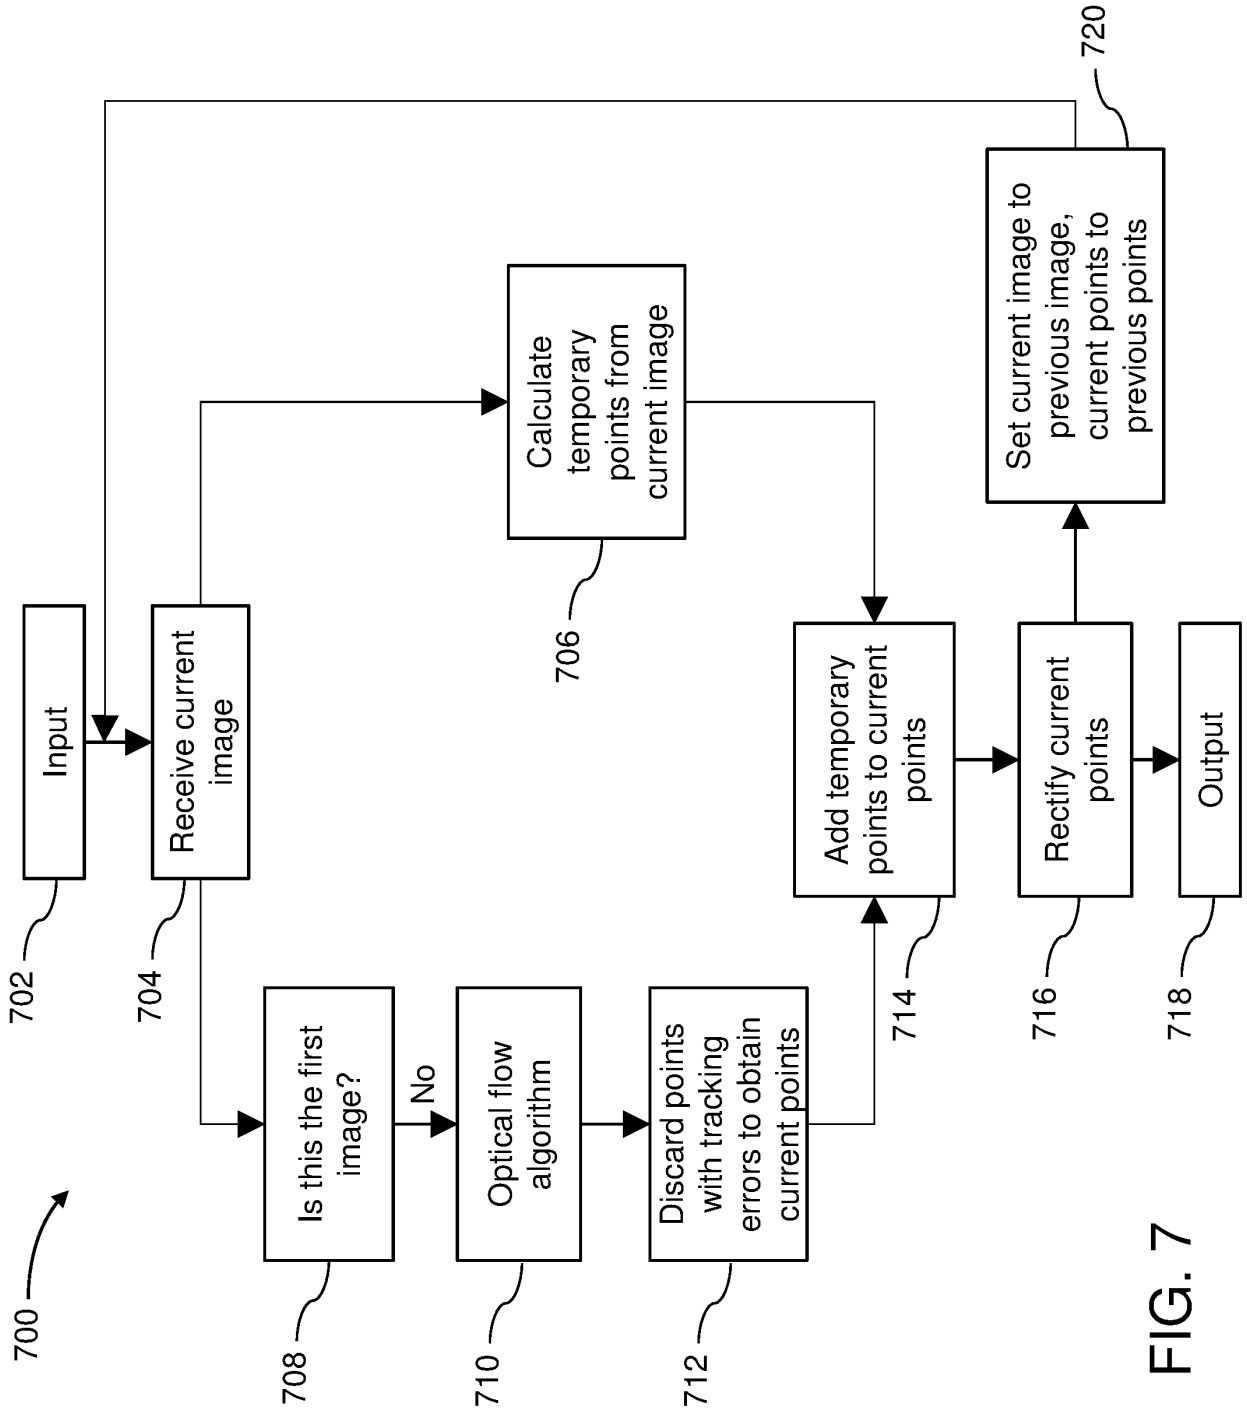 700
702
Input
704
Receive current
image
708
Is this the first
image?
No
710
Optical flow
algorithm
712
Discard points
with tracking
errors to obtain
current points
706
Calculate
temporary
points from
current image
714
Add temporary
points to current
points
716
Rectify current
points
718
Output
720
Set current image to
previous image,
current points to
previous points
FIG. 7